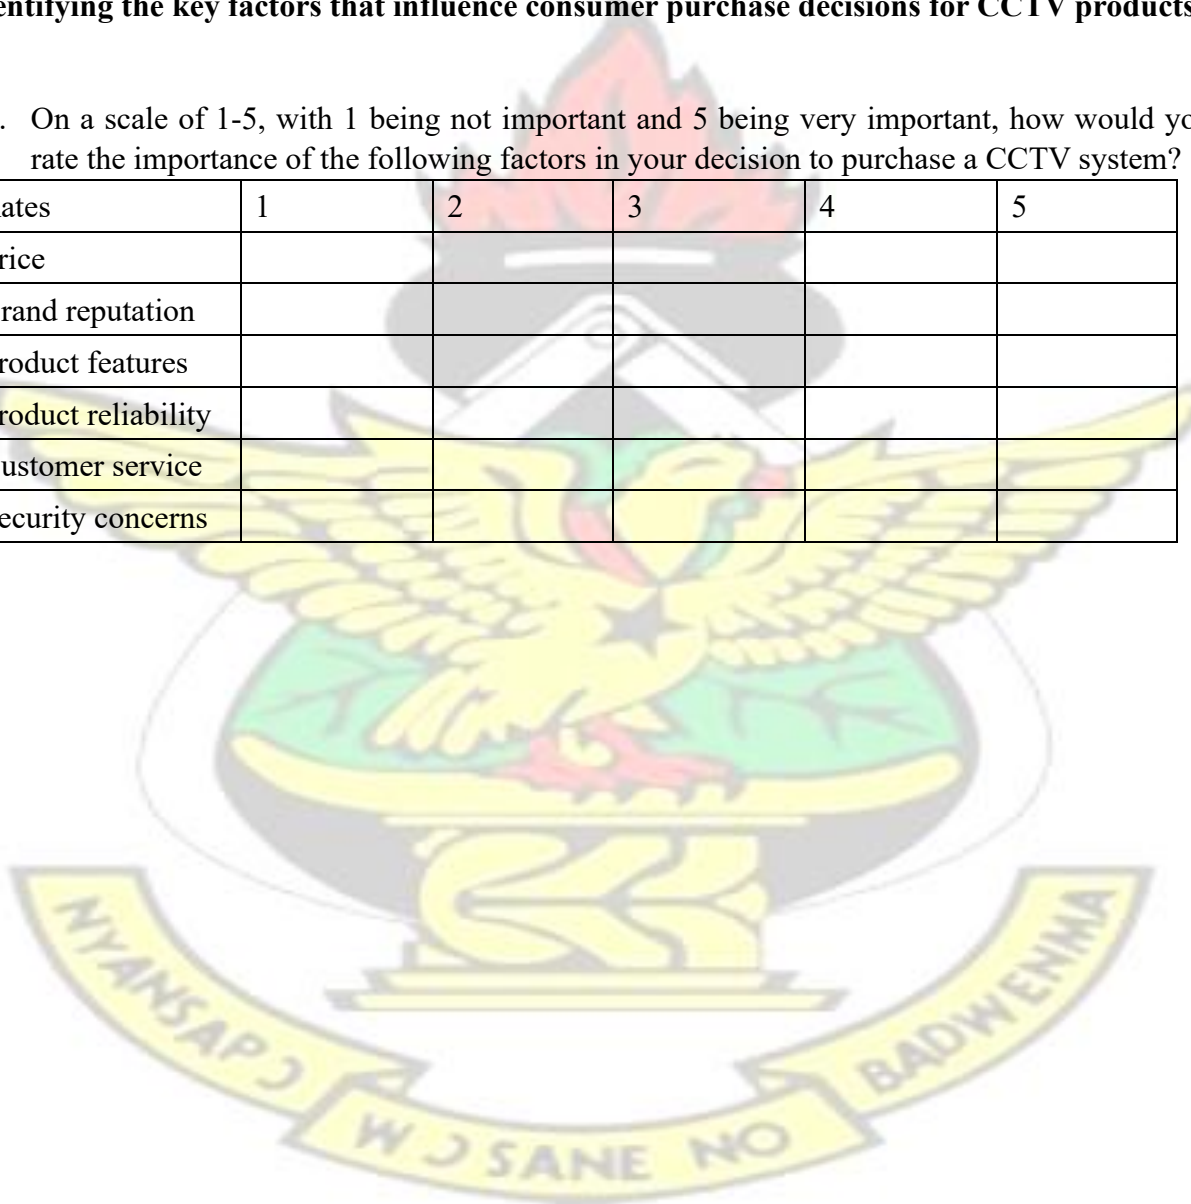 entifying the key factors that influence consumer purchase decisions for CCTV products
. On a scale of 1-5, with 1 being not important and 5 being very important, how would yo
rate the importance of the following factors in your decision to purchase a CCTV system?
ates 1 2 3 4 5
rice
rand reputation
roduct features
roduct reliability
ustomer service
ecurity concerns
NYANSAPƆ
WƆSANE NO
BADWENMA